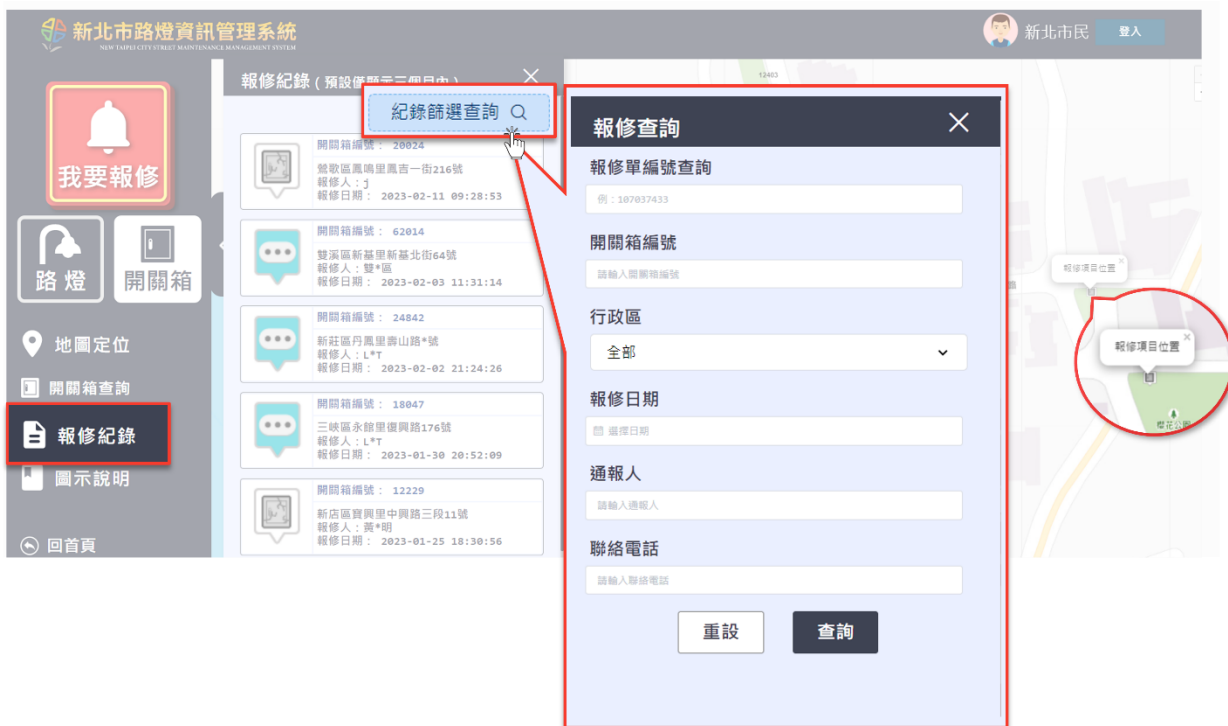 新北市路燈資訊管理系統
NEW TAIPEI CITY STREET MAINTENANCE MANAGEMENT SYSTEM
新北市民
登入
我要報修
路燈
開關箱
地圖定位
開關箱查詢
報修紀錄
圖示說明
回首頁
報修紀錄(預設僅顯示三個月內)
紀錄篩選查詢
開關箱編號: 20024
鶯歌區鳳鳴里鳳吉一街216號
報修人:j
報修日期: 2023-02-11 09:28:53
開關箱編號: 62014
雙溪區新基里新基北街64號
報修人:雙*區
報修日期: 2023-02-03 11:31:14
開關箱編號: 24842
新莊區丹鳳里壽山路*號
報修人:L*T
報修日期: 2023-02-02 21:24:26
開關箱編號: 18047
三峽區永館里復興路176號
報修人:L*T
報修日期: 2023-01-30 20:52:09
開關箱編號: 12229
新店區寶興里中興路三段11號
報修人:黃*明
報修日期: 2023-01-25 18:30:56
報修查詢
報修單編號查詢
例:107037433
開關箱編號
請輸入開關箱編號
行政區
全部
報修日期
選擇日期
通報人
請輸入通報人
聯絡電話
請輸入聯絡電話
重設
查詢
12403
報修項目位置
報修項目位置
櫻花公園